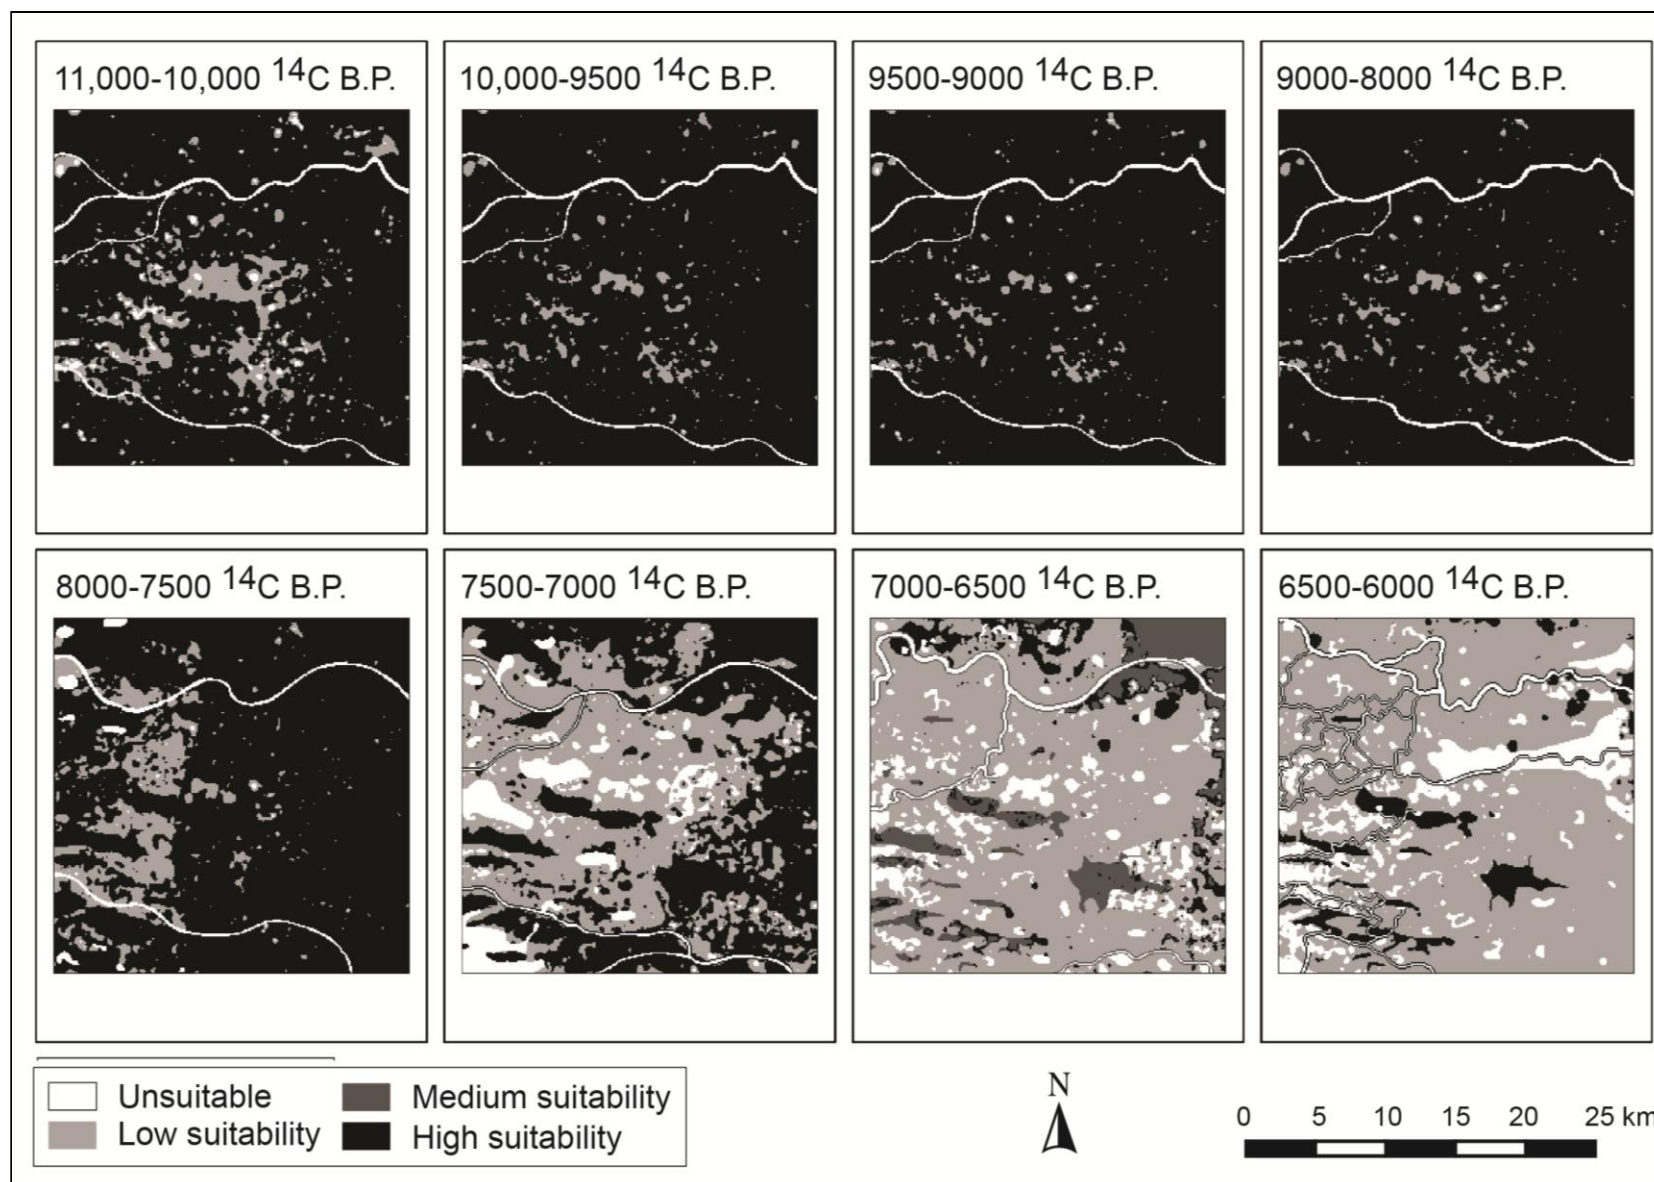 11,000-10,000 ¹⁴C B.P.
10,000-9500 ¹⁴C B.P.
9500-9000 ¹⁴C B.P.
9000-8000 ¹⁴C B.P.
8000-7500 ¹⁴C B.P.
7500-7000 ¹⁴C B.P.
7000-6500 ¹⁴C B.P.
6500-6000 ¹⁴C B.P.
Unsuitable
Low suitability
Medium suitability
High suitability
N
0 5 10 15 20 25 km